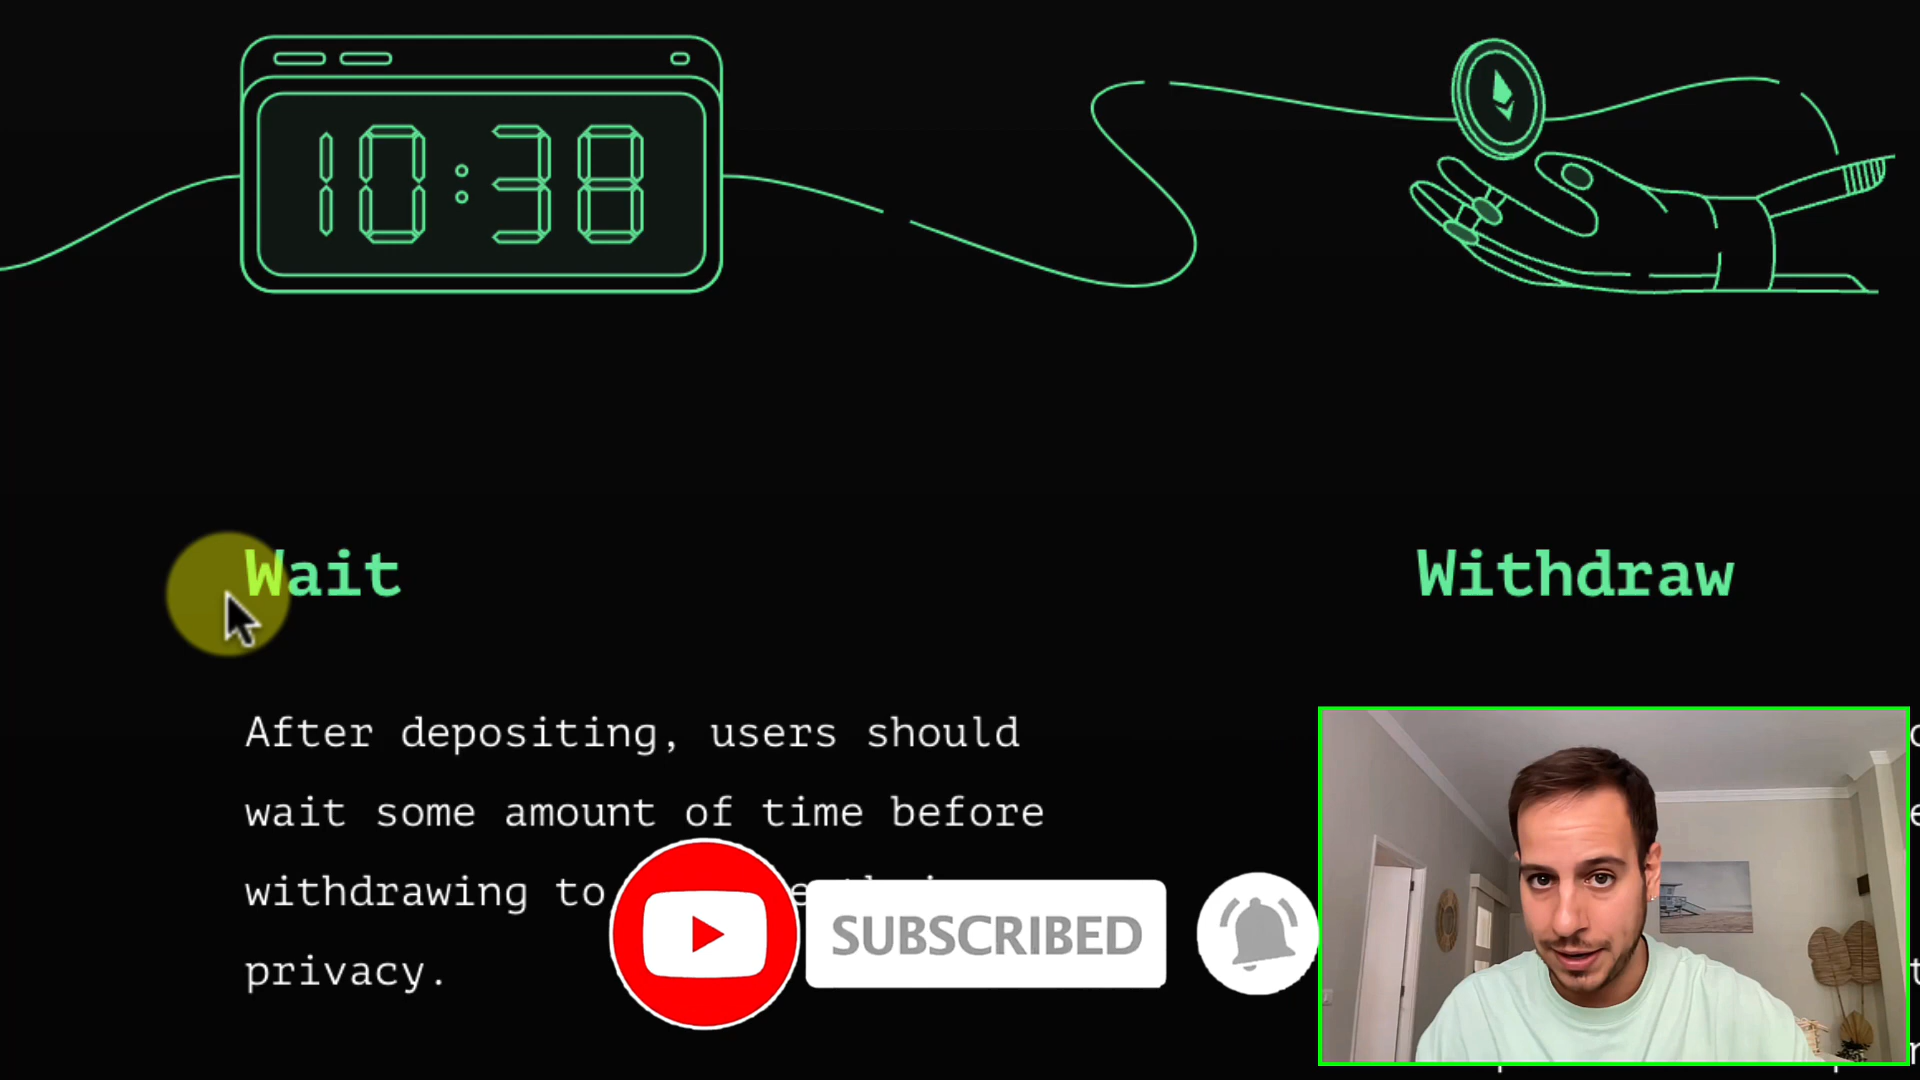 10:38
Wait
Withdraw
After depositing, users should
wait some amount of time before
withdrawing to
privacy.
SUBSCRIBED